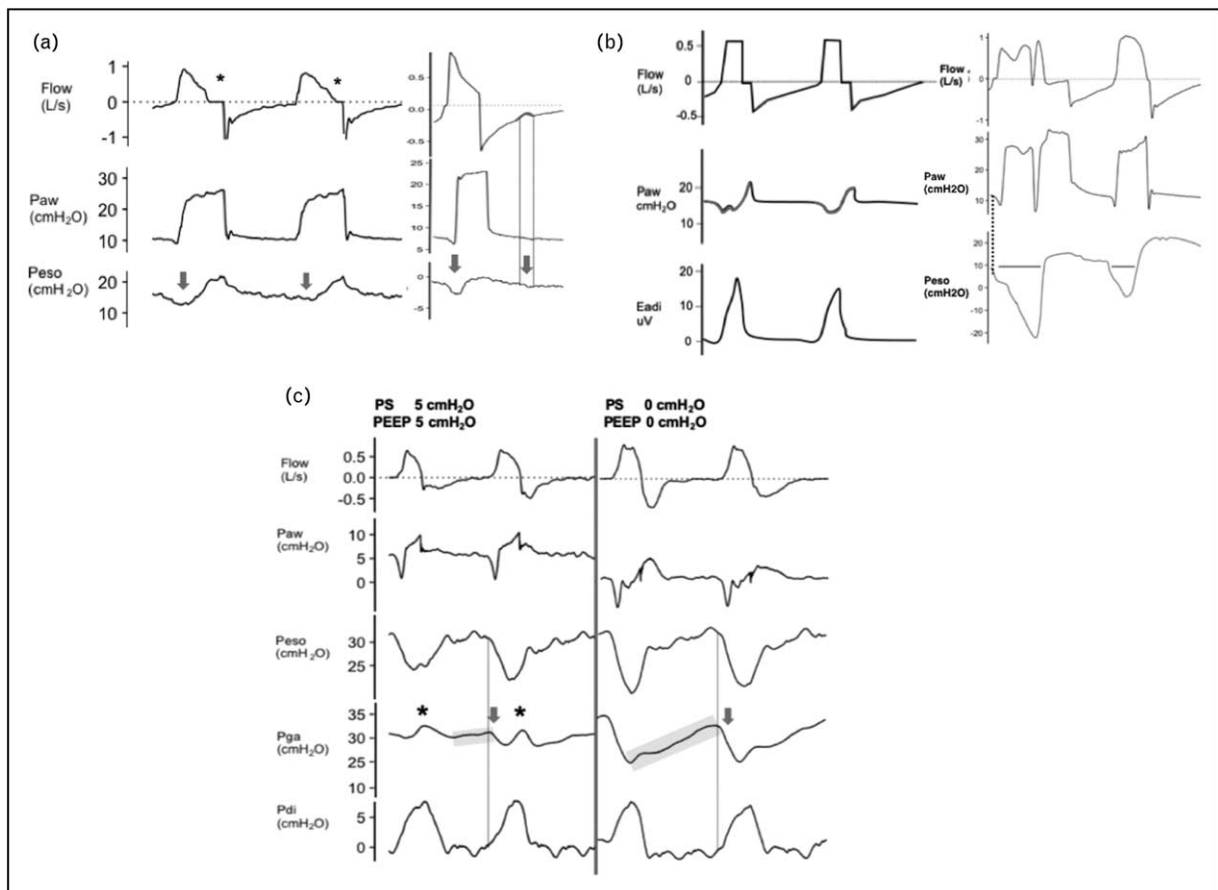 (a)
Flow
(L/s)
1
0
-1
*
*
0.5
0.0
-0.5
Paw
(cmH2O)
30
20
10
25
20
15
10
5
Peso
(cmH2O)
20
10
0
-5
(b)
Flow
(L/s)
0.5
0
-0.5
Flow
(L/s)
1
0
-1
Paw
cmH2O
20
10
Paw
(cmH2O)
30
20
10
Eadi
uV
20
10
0
Peso
(cmH2O)
20
10
0
-10
-20
(c)
PS 5 cmH2O
PEEP 5 cmH2O
PS 0 cmH2O
PEEP 0 cmH2O
Flow
(L/s)
0.5
0.0
-0.5
Paw
(cmH2O)
10
5
0
Peso
(cmH2O)
30
25
Pga
(cmH2O)
35
30
10
*
*
Pdi
(cmH2O)
5
0